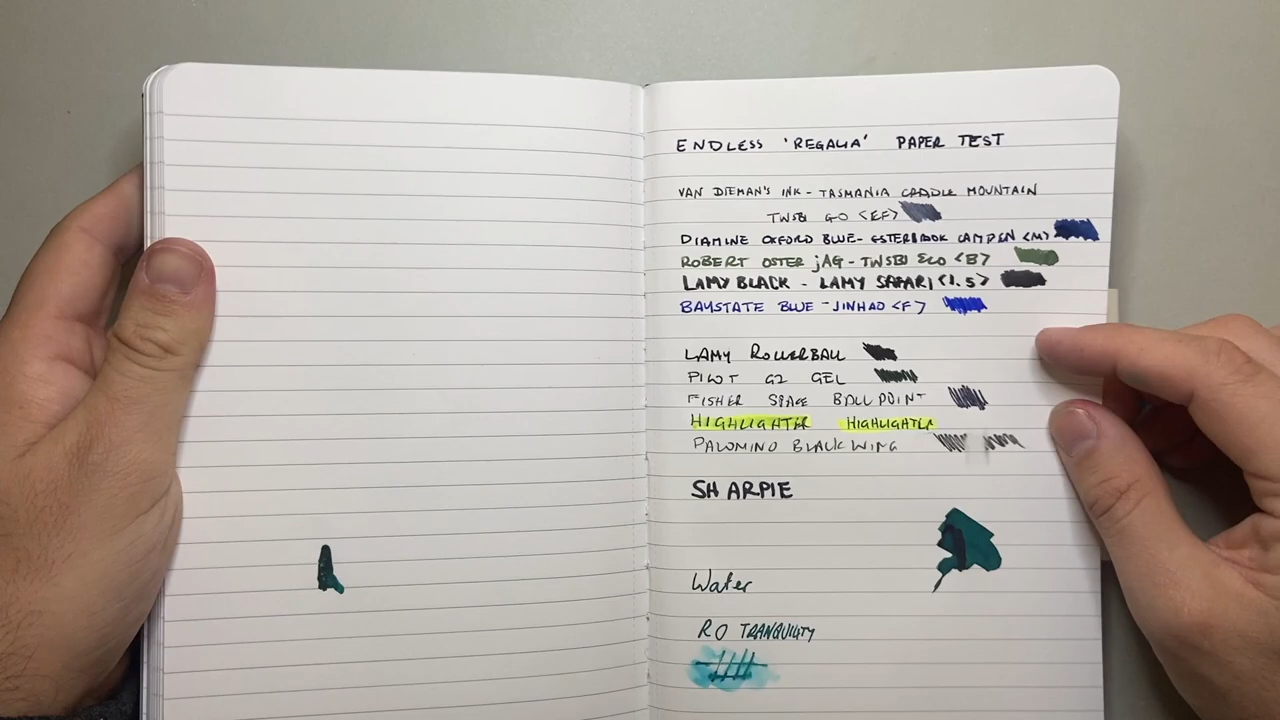 ENDLESS 'REGALIA' PAPER TEST
VAN DIEMAN'S INK - TASMANIA CRADLE MOUNTAIN
TWSBI GO <EF>
DIAMINE OXFORD BLUE - ESTERBROOK CAMDEN <M>
ROBERT OSTER JAG - TWSBI ECO <B>
LAMY BLACK - LAMY SAFARI <1.5>
BAYSTATE BLUE - JINHAO <F>
LAMY ROLLERBALL
PILOT G2 GEL
FISHER SPACE BALLPOINT
HIGHLIGHTER HIGHLIGHTER
PALOMINO BLACKWING
SHARPIE
Water
RO TRANQUILITY